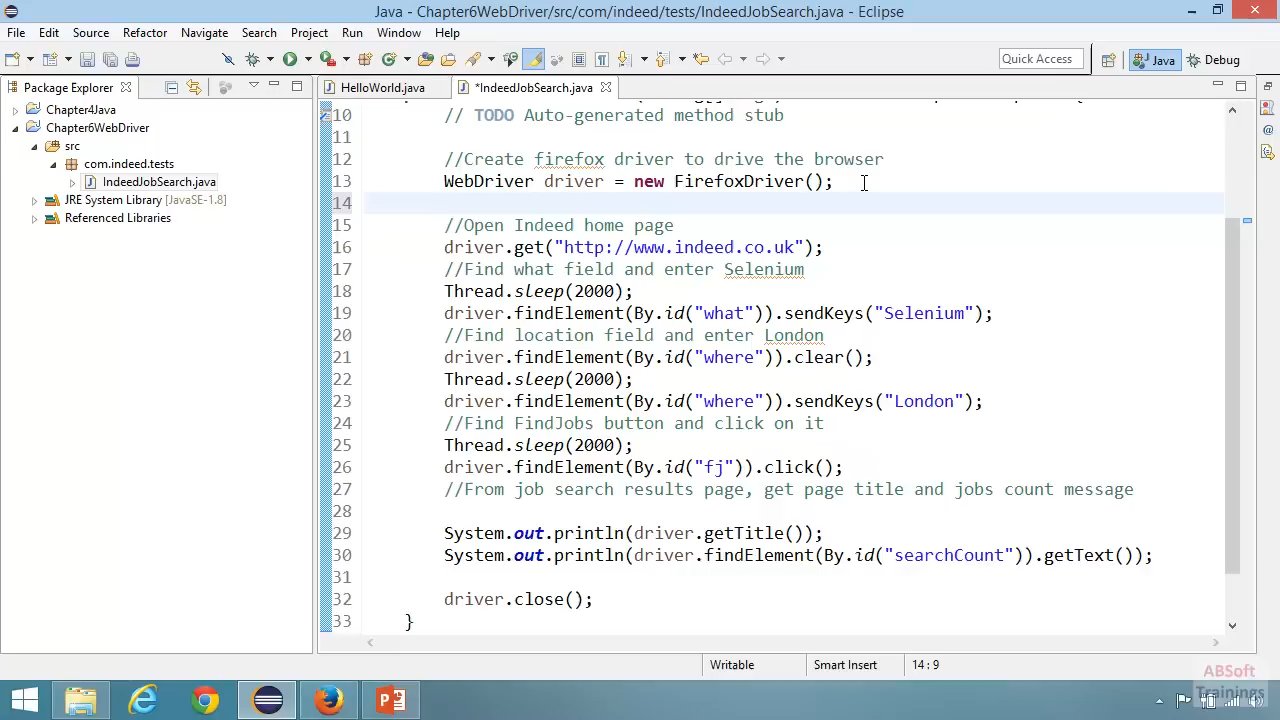 Java - Chapter6WebDriver/src/com/indeed/tests/IndeedJobSearch.java - Eclipse
File Edit Source Refactor Navigate Search Project Run Window Help
Quick Access Java Debug
Package Explorer HelloWorld.java *IndeedJobSearch.java
Chapter4Java
Chapter6WebDriver
src
com.indeed.tests
IndeedJobSearch.java
JRE System Library [JavaSE-1.8]
Referenced Libraries
10 // TODO Auto-generated method stub
11
12 //Create firefox driver to drive the browser
13 WebDriver driver = new FirefoxDriver();
14
15 //Open Indeed home page
16 driver.get("http://www.indeed.co.uk");
17 //Find what field and enter Selenium
18 Thread.sleep(2000);
19 driver.findElement(By.id("what")).sendKeys("Selenium");
20 //Find location field and enter London
21 driver.findElement(By.id("where")).clear();
22 Thread.sleep(2000);
23 driver.findElement(By.id("where")).sendKeys("London");
24 //Find FindJobs button and click on it
25 Thread.sleep(2000);
26 driver.findElement(By.id("fj")).click();
27 //From job search results page, get page title and jobs count message
28
29 System.out.println(driver.getTitle());
30 System.out.println(driver.findElement(By.id("searchCount")).getText());
31
32 driver.close();
33 }
Writable Smart Insert 14 : 9
ABSoft
Trainings